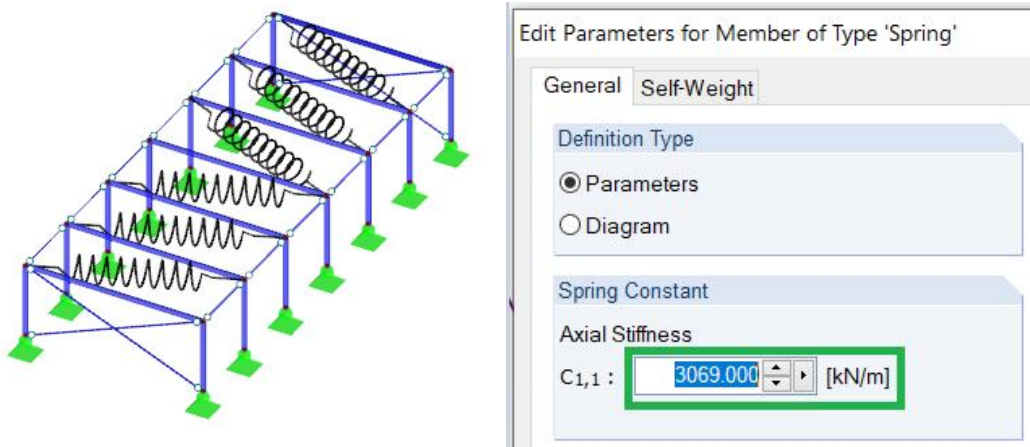 Edit Parameters for Member of Type 'Spring'
General Self-Weight
Definition Type
Parameters
Diagram
Spring Constant
Axial Stiffness
C1,1 : 3069.000 [kN/m]